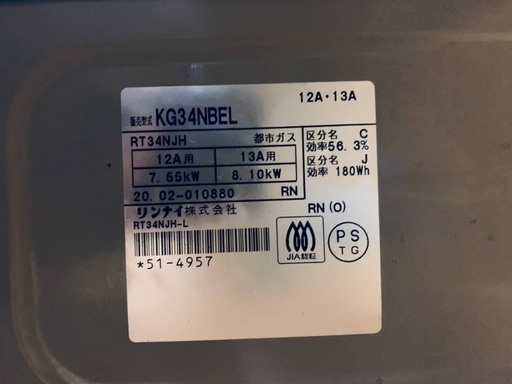 12A・13A
販売型式 KG34NBEL
RT34NJH 都市ガス
12A用 13A用
7.55kW 8.10kW
20.02-010880 RN
区分名 C
効率56.3%
区分名 J
効率 180Wh
リンナイ株式会社
RN(O)
RT34NJH-L
*51-4957
JIA認証
PS
TG